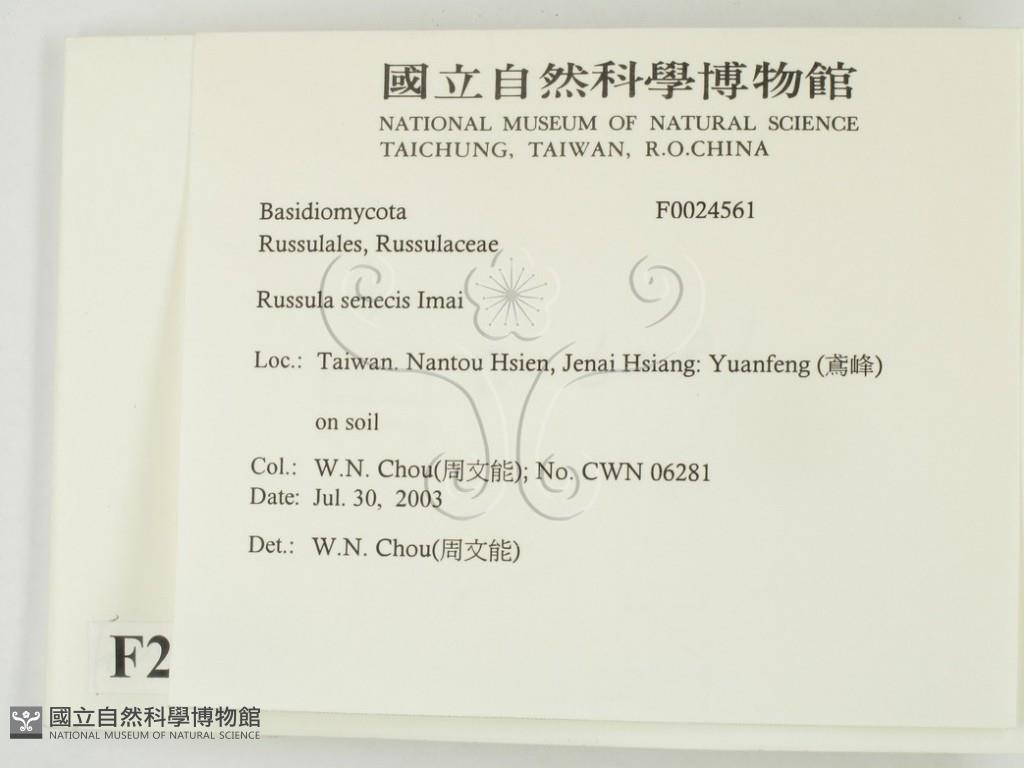 國立自然科學博物館
NATIONAL MUSEUM OF NATURAL SCIENCE
TAICHUNG, TAIWAN, R.O.CHINA
Basidiomycota F0024561
Russulales, Russulaceae
Russula senecis Imai
Loc.: Taiwan. Nantou Hsien, Jenai Hsiang: Yuanfeng (鳶峰)
on soil
Col.: W.N. Chou(周文能); No. CWN 06281
Date: Jul. 30, 2003
Det.: W.N. Chou(周文能)
F2
國立自然科學博物館
NATIONAL MUSEUM OF NATURAL SCIENCE